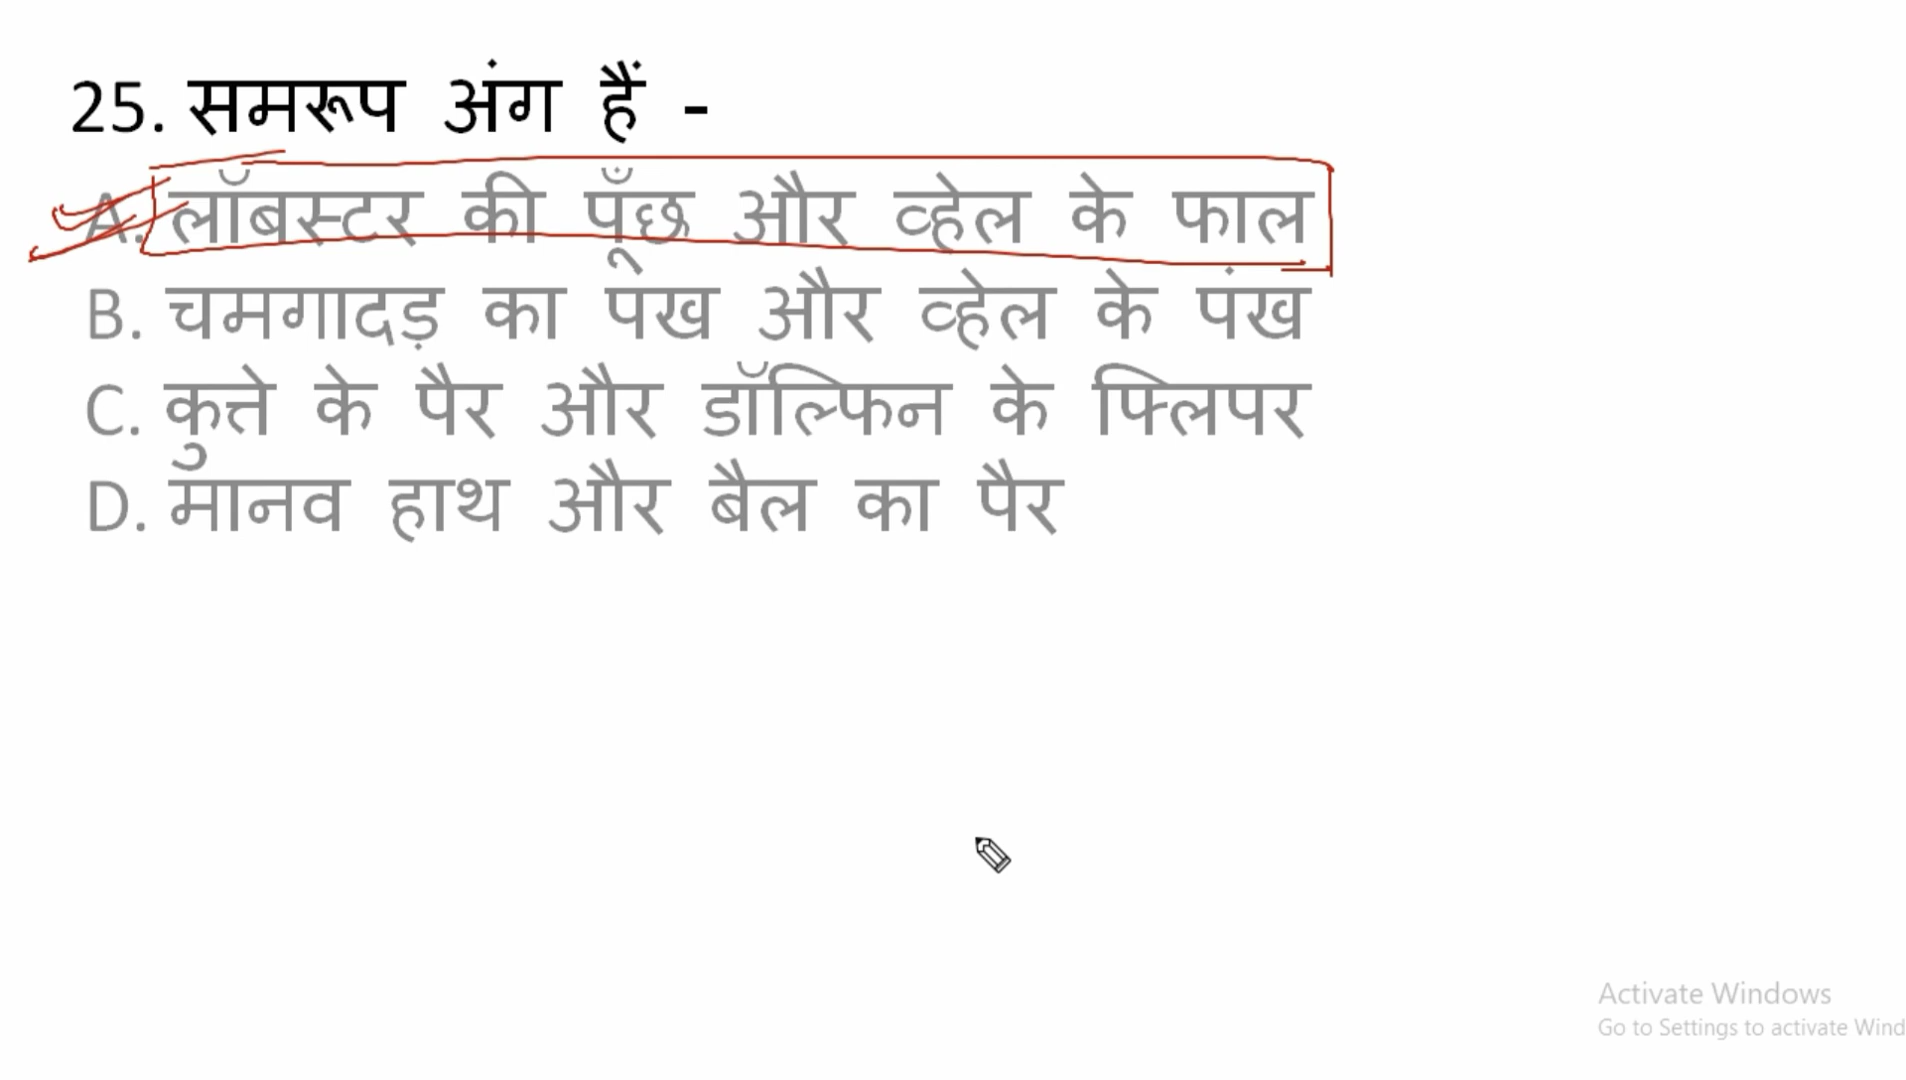 25. समरूप अंग हैं -
A. लॉबस्टर की पूँछ और व्हेल के फाल
B. चमगादड़ का पंख और व्हेल के पंख
C. कुत्ते के पैर और डॉल्फिन के फ्लिपर
D. मानव हाथ और बैल का पैर
Activate Windows
Go to Settings to activate Wind